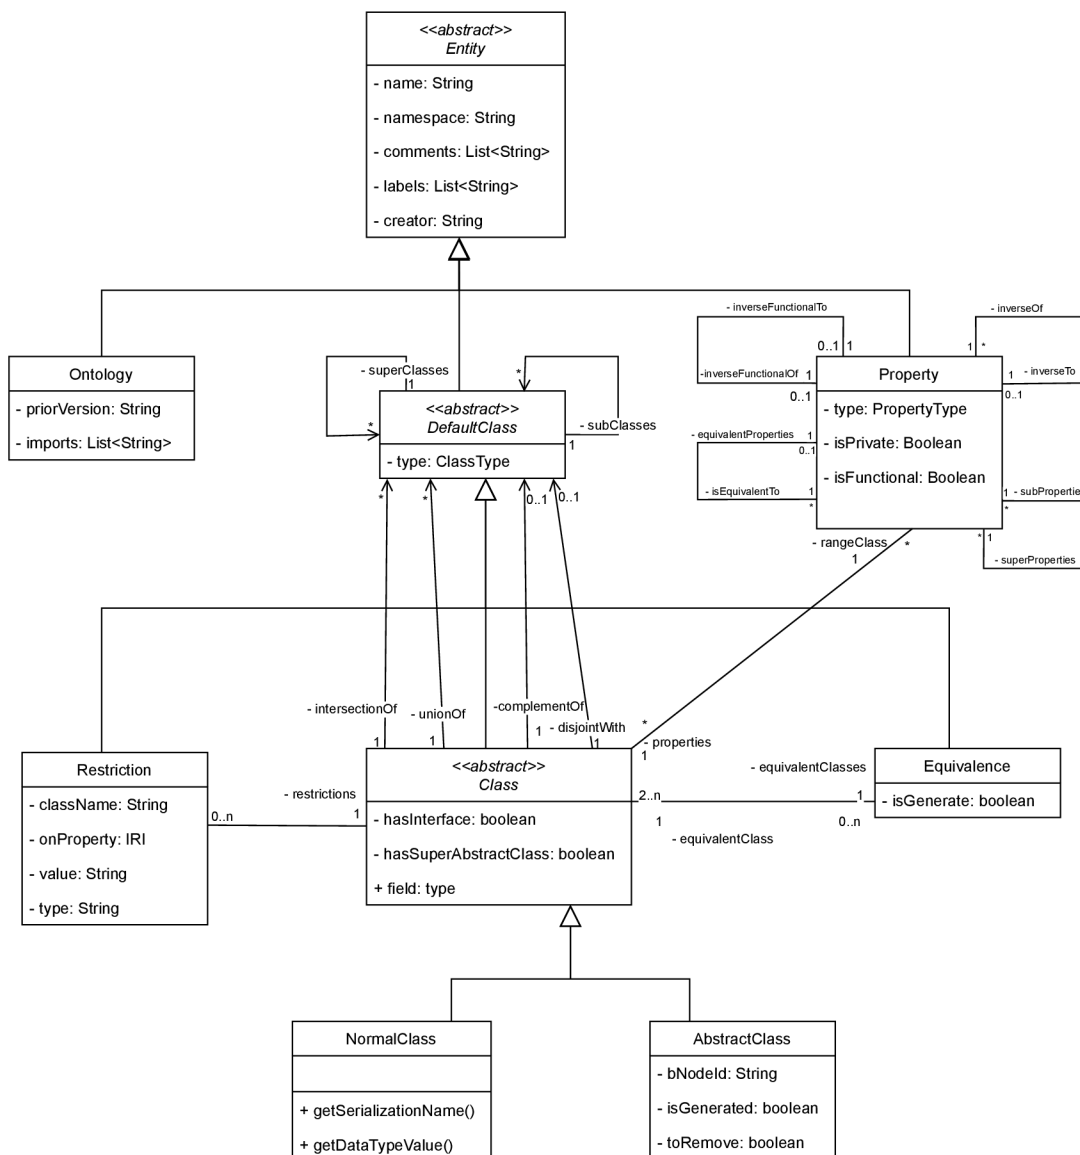 <<abstract>>
Entity
- name: String
- namespace: String
- comments: List<String>
- labels: List<String>
- creator: String
- inverseFunctionalTo
0..1
1
- inverseFunctionalOf
1
0..1
- inverseOf
1
*
- inverseTo
1
0..1
Ontology
- priorVersion: String
- imports: List<String>
- superClasses
1
*
*
- subClasses
1
<<abstract>>
DefaultClass
- type: ClassType
*
*
0..1
0..1
Property
- type: PropertyType
- isPrivate: Boolean
- isFunctional: Boolean
- equivalentProperties
1
0..1
- isEquivalentTo
1
*
1
- subPropertie
*
*
1
- superProperties
- rangeClass
*
1
- intersectionOf
1
- unionOf
1
-complementOf
1
- disjointWith
1
*
- properties
1
Restriction
- className: String
- onProperty: IRI
- value: String
- type: String
- restrictions
0..n
1
<<abstract>>
Class
- hasInterface: boolean
- hasSuperAbstractClass: boolean
+ field: type
- equivalentClasses
2..n
1
1
0..n
- equivalentClass
Equivalence
- isGenerate: boolean
NormalClass
+ getSerializationName()
+ getDataTypeValue()
AbstractClass
- bNodeId: String
- isGenerated: boolean
- toRemove: boolean